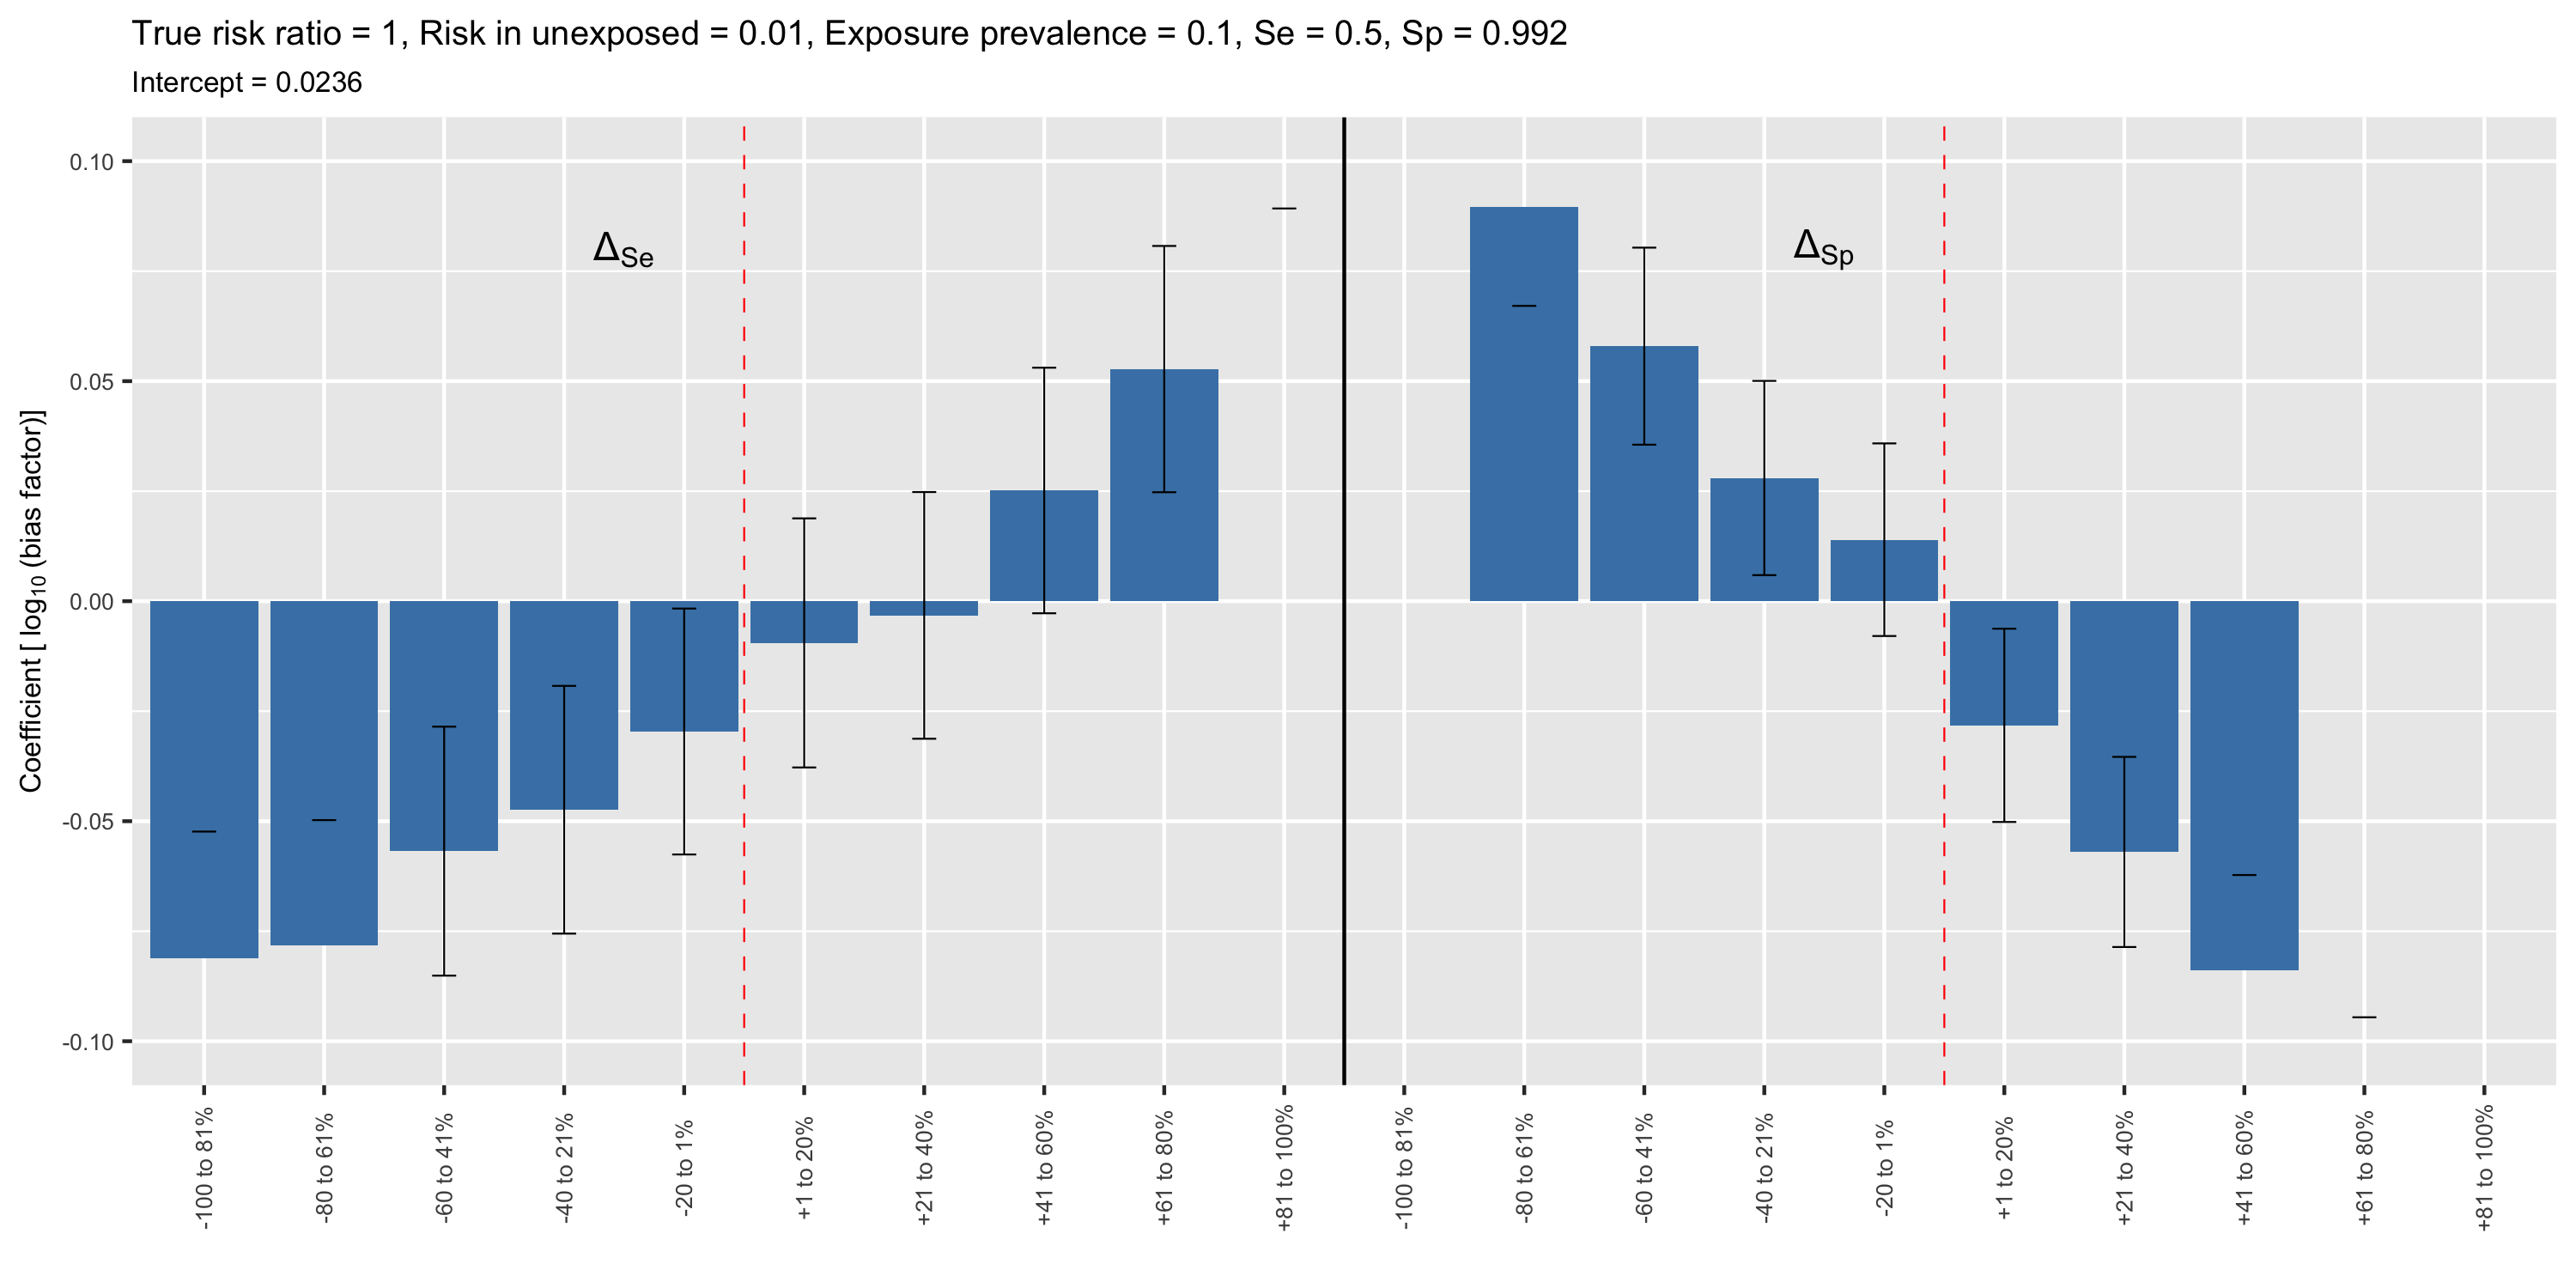 True risk ratio = 1, Risk in unexposed = 0.01, Exposure prevalence = 0.1, Se = 0.5, Sp = 0.992
Intercept = 0.0236
Coefficient [ log10 (bias factor)]
0.10
0.05
0.00
-0.05
-0.10
ΔSe
ΔSp
-100 to 81%
-80 to 61%
-60 to 41%
-40 to 21%
-20 to 1%
+1 to 20%
+21 to 40%
+41 to 60%
+61 to 80%
+81 to 100%
-100 to 81%
-80 to 61%
-60 to 41%
-40 to 21%
-20 to 1%
+1 to 20%
+21 to 40%
+41 to 60%
+61 to 80%
+81 to 100%